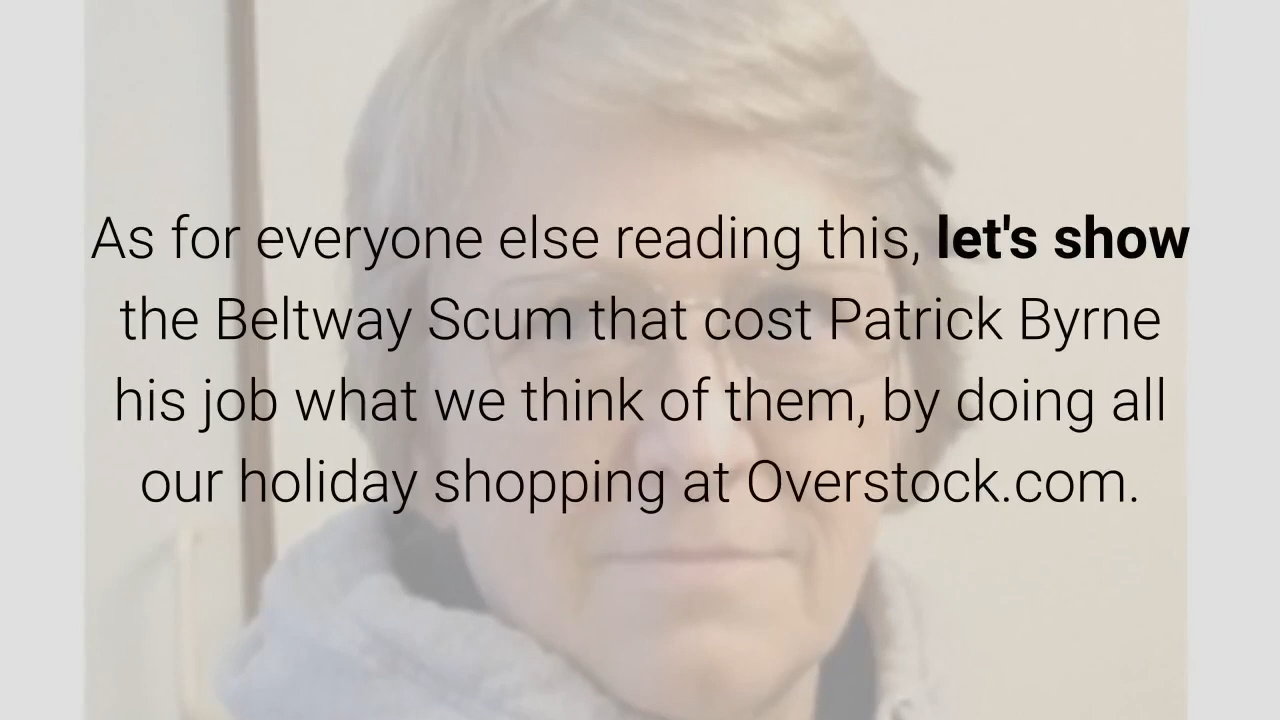 As for everyone else reading this, let's show
the Beltway Scum that cost Patrick Byrne
his job what we think of them, by doing all
our holiday shopping at Overstock.com.